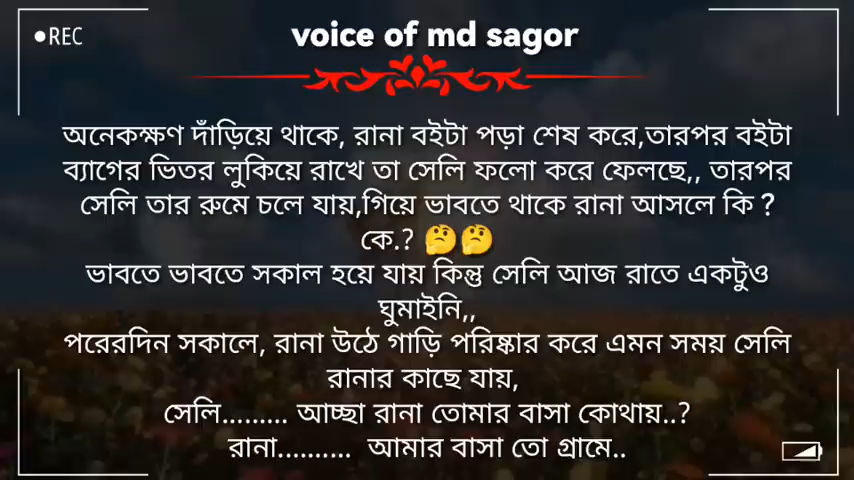 ●REC
voice of md sagor
অনেকক্ষণ দাঁড়িয়ে থাকে, রানা বইটা পড়া শেষ করে,তারপর বইটা
ব্যাগের ভিতর লুকিয়ে রাখে তা সেলি ফলো করে ফেলছে,, তারপর
সেলি তার রুমে চলে যায়,গিয়ে ভাবতে থাকে রানা আসলে কি ?
কে.? 🤔🤔
ভাবতে ভাবতে সকাল হয়ে যায় কিন্তু সেলি আজ রাতে একটুও
ঘুমাইনি,,
পরেরদিন সকালে, রানা উঠে গাড়ি পরিষ্কার করে এমন সময় সেলি
রানার কাছে যায়,
সেলি......... আচ্ছা রানা তোমার বাসা কোথায়..?
রানা.......... আমার বাসা তো গ্রামে..